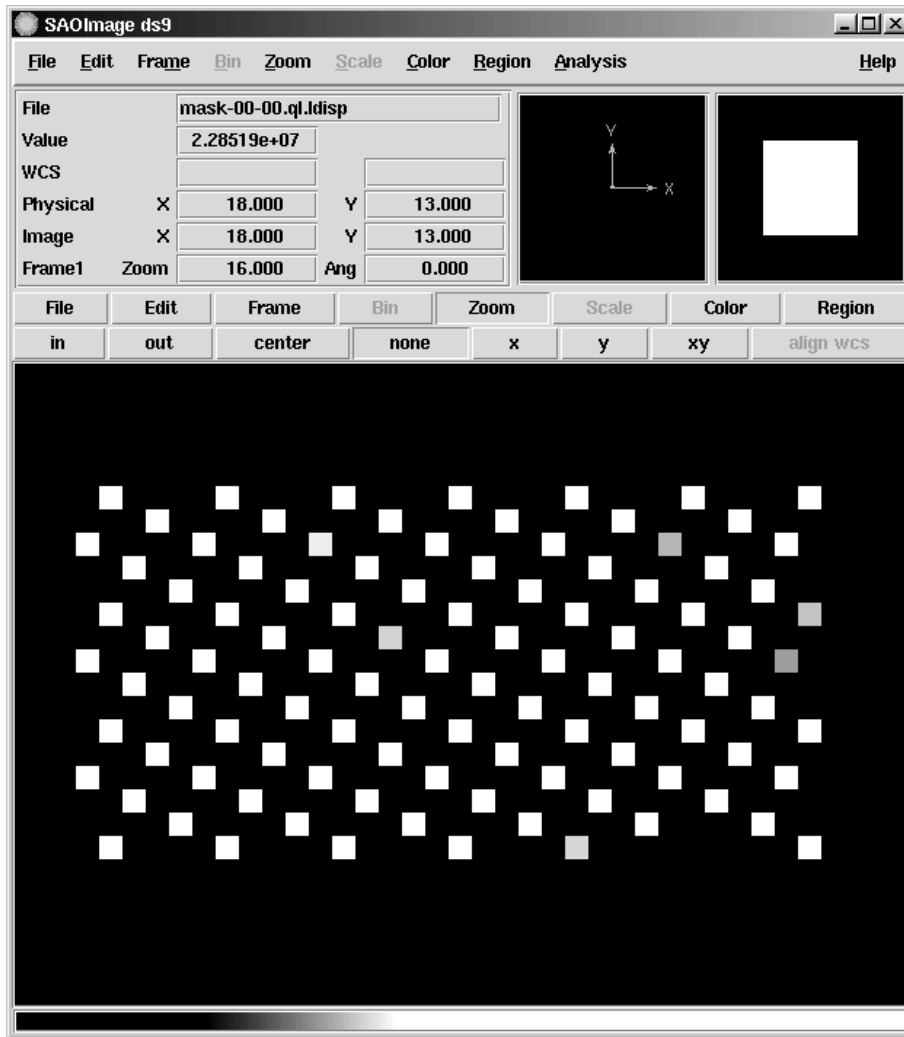 SAOImage ds9
File Edit Frame Bin Zoom Scale Color Region Analysis Help
File mask-00-00.ql.ldisp
Value 2.28519e+07
WCS
Physical X 18.000 Y 13.000
Image X 18.000 Y 13.000
Frame1 Zoom 16.000 Ang 0.000
Y
X
File Edit Frame Bin Zoom Scale Color Region
in out center none x y xy align wcs